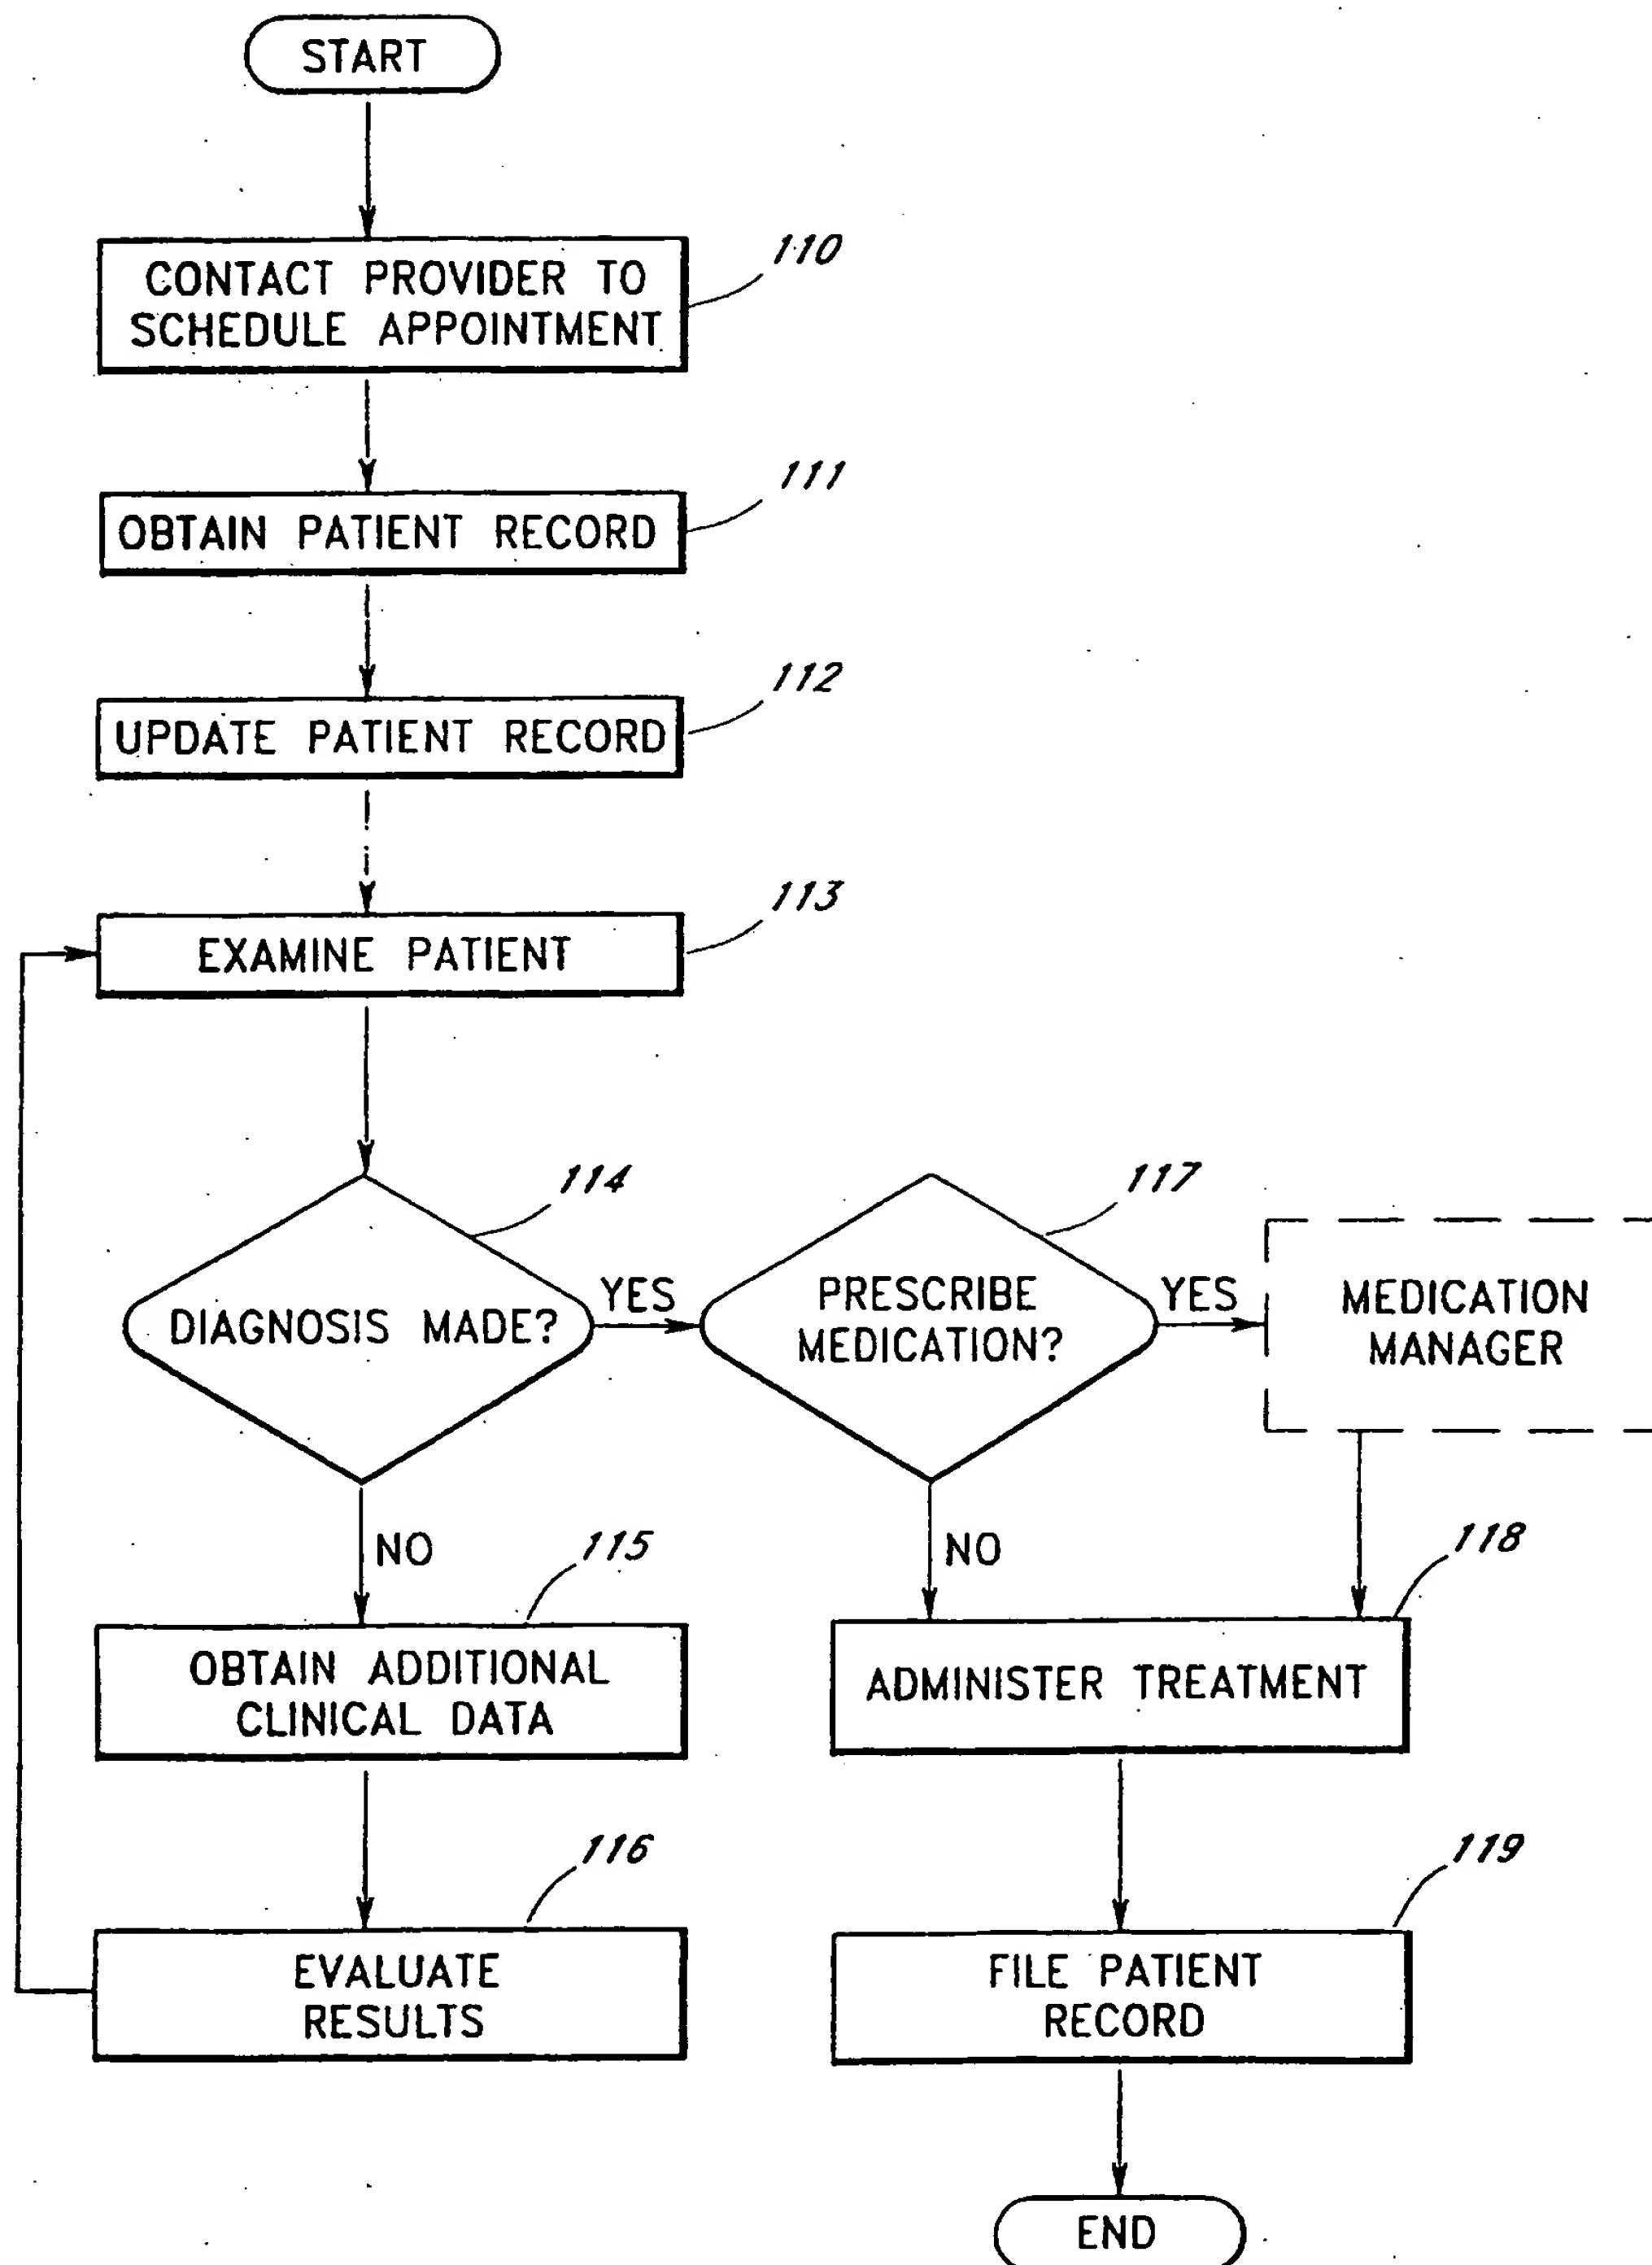 START
110
CONTACT PROVIDER TO
SCHEDULE APPOINTMENT
111
OBTAIN PATIENT RECORD
112
UPDATE PATIENT RECORD
113
EXAMINE PATIENT
114
DIAGNOSIS MADE?
YES
117
PRESCRIBE
MEDICATION?
YES
MEDICATION
MANAGER
NO
115
OBTAIN ADDITIONAL
CLINICAL DATA
NO
118
ADMINISTER TREATMENT
116
EVALUATE
RESULTS
119
FILE PATIENT
RECORD
END